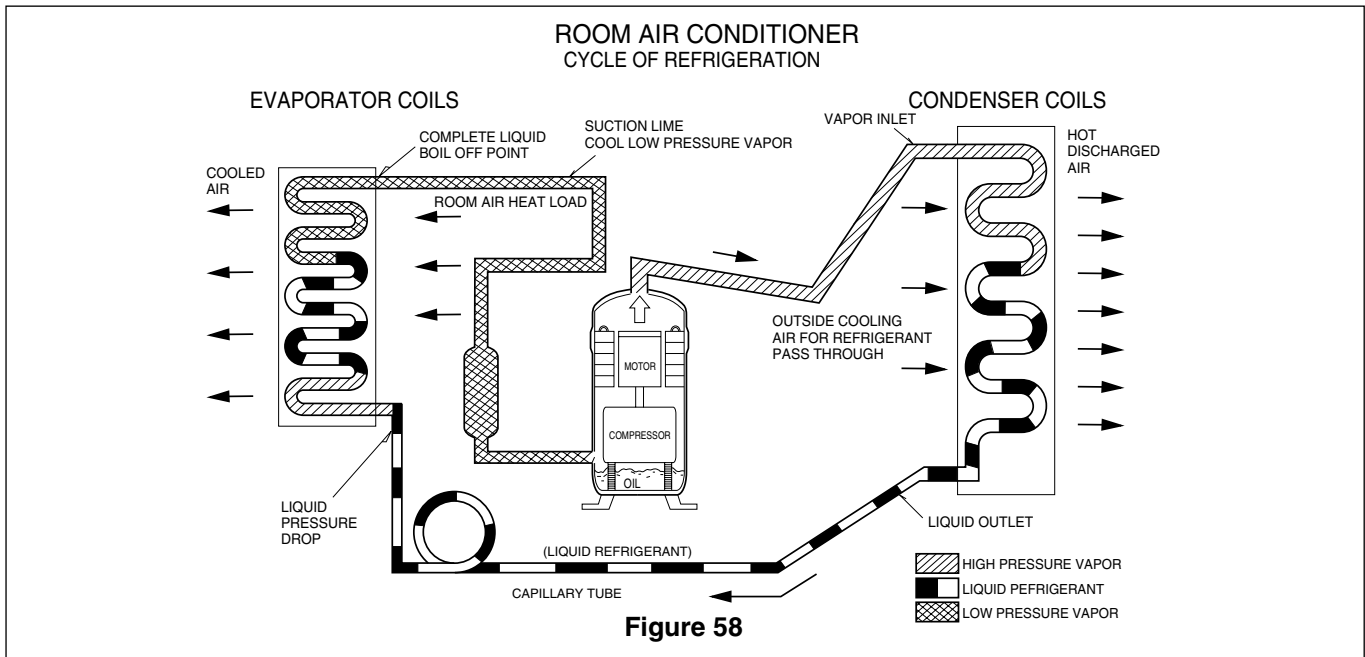 ROOM AIR CONDITIONER
CYCLE OF REFRIGERATION
EVAPORATOR COILS
CONDENSER COILS
COMPLETE LIQUID
BOIL OFF POINT
SUCTION LIME
COOL LOW PRESSURE VAPOR
VAPOR INLET
HOT
DISCHARGED
AIR
COOLED
AIR
ROOM AIR HEAT LOAD
OUTSIDE COOLING
AIR FOR REFRIGERANT
PASS THROUGH
MOTOR
COMPRESSOR
OIL
LIQUID
PRESSURE
DROP
LIQUID OUTLET
(LIQUID REFRIGERANT)
CAPILLARY TUBE
HIGH PRESSURE VAPOR
LIQUID PEFRIGERANT
LOW PRESSURE VAPOR
Figure 58